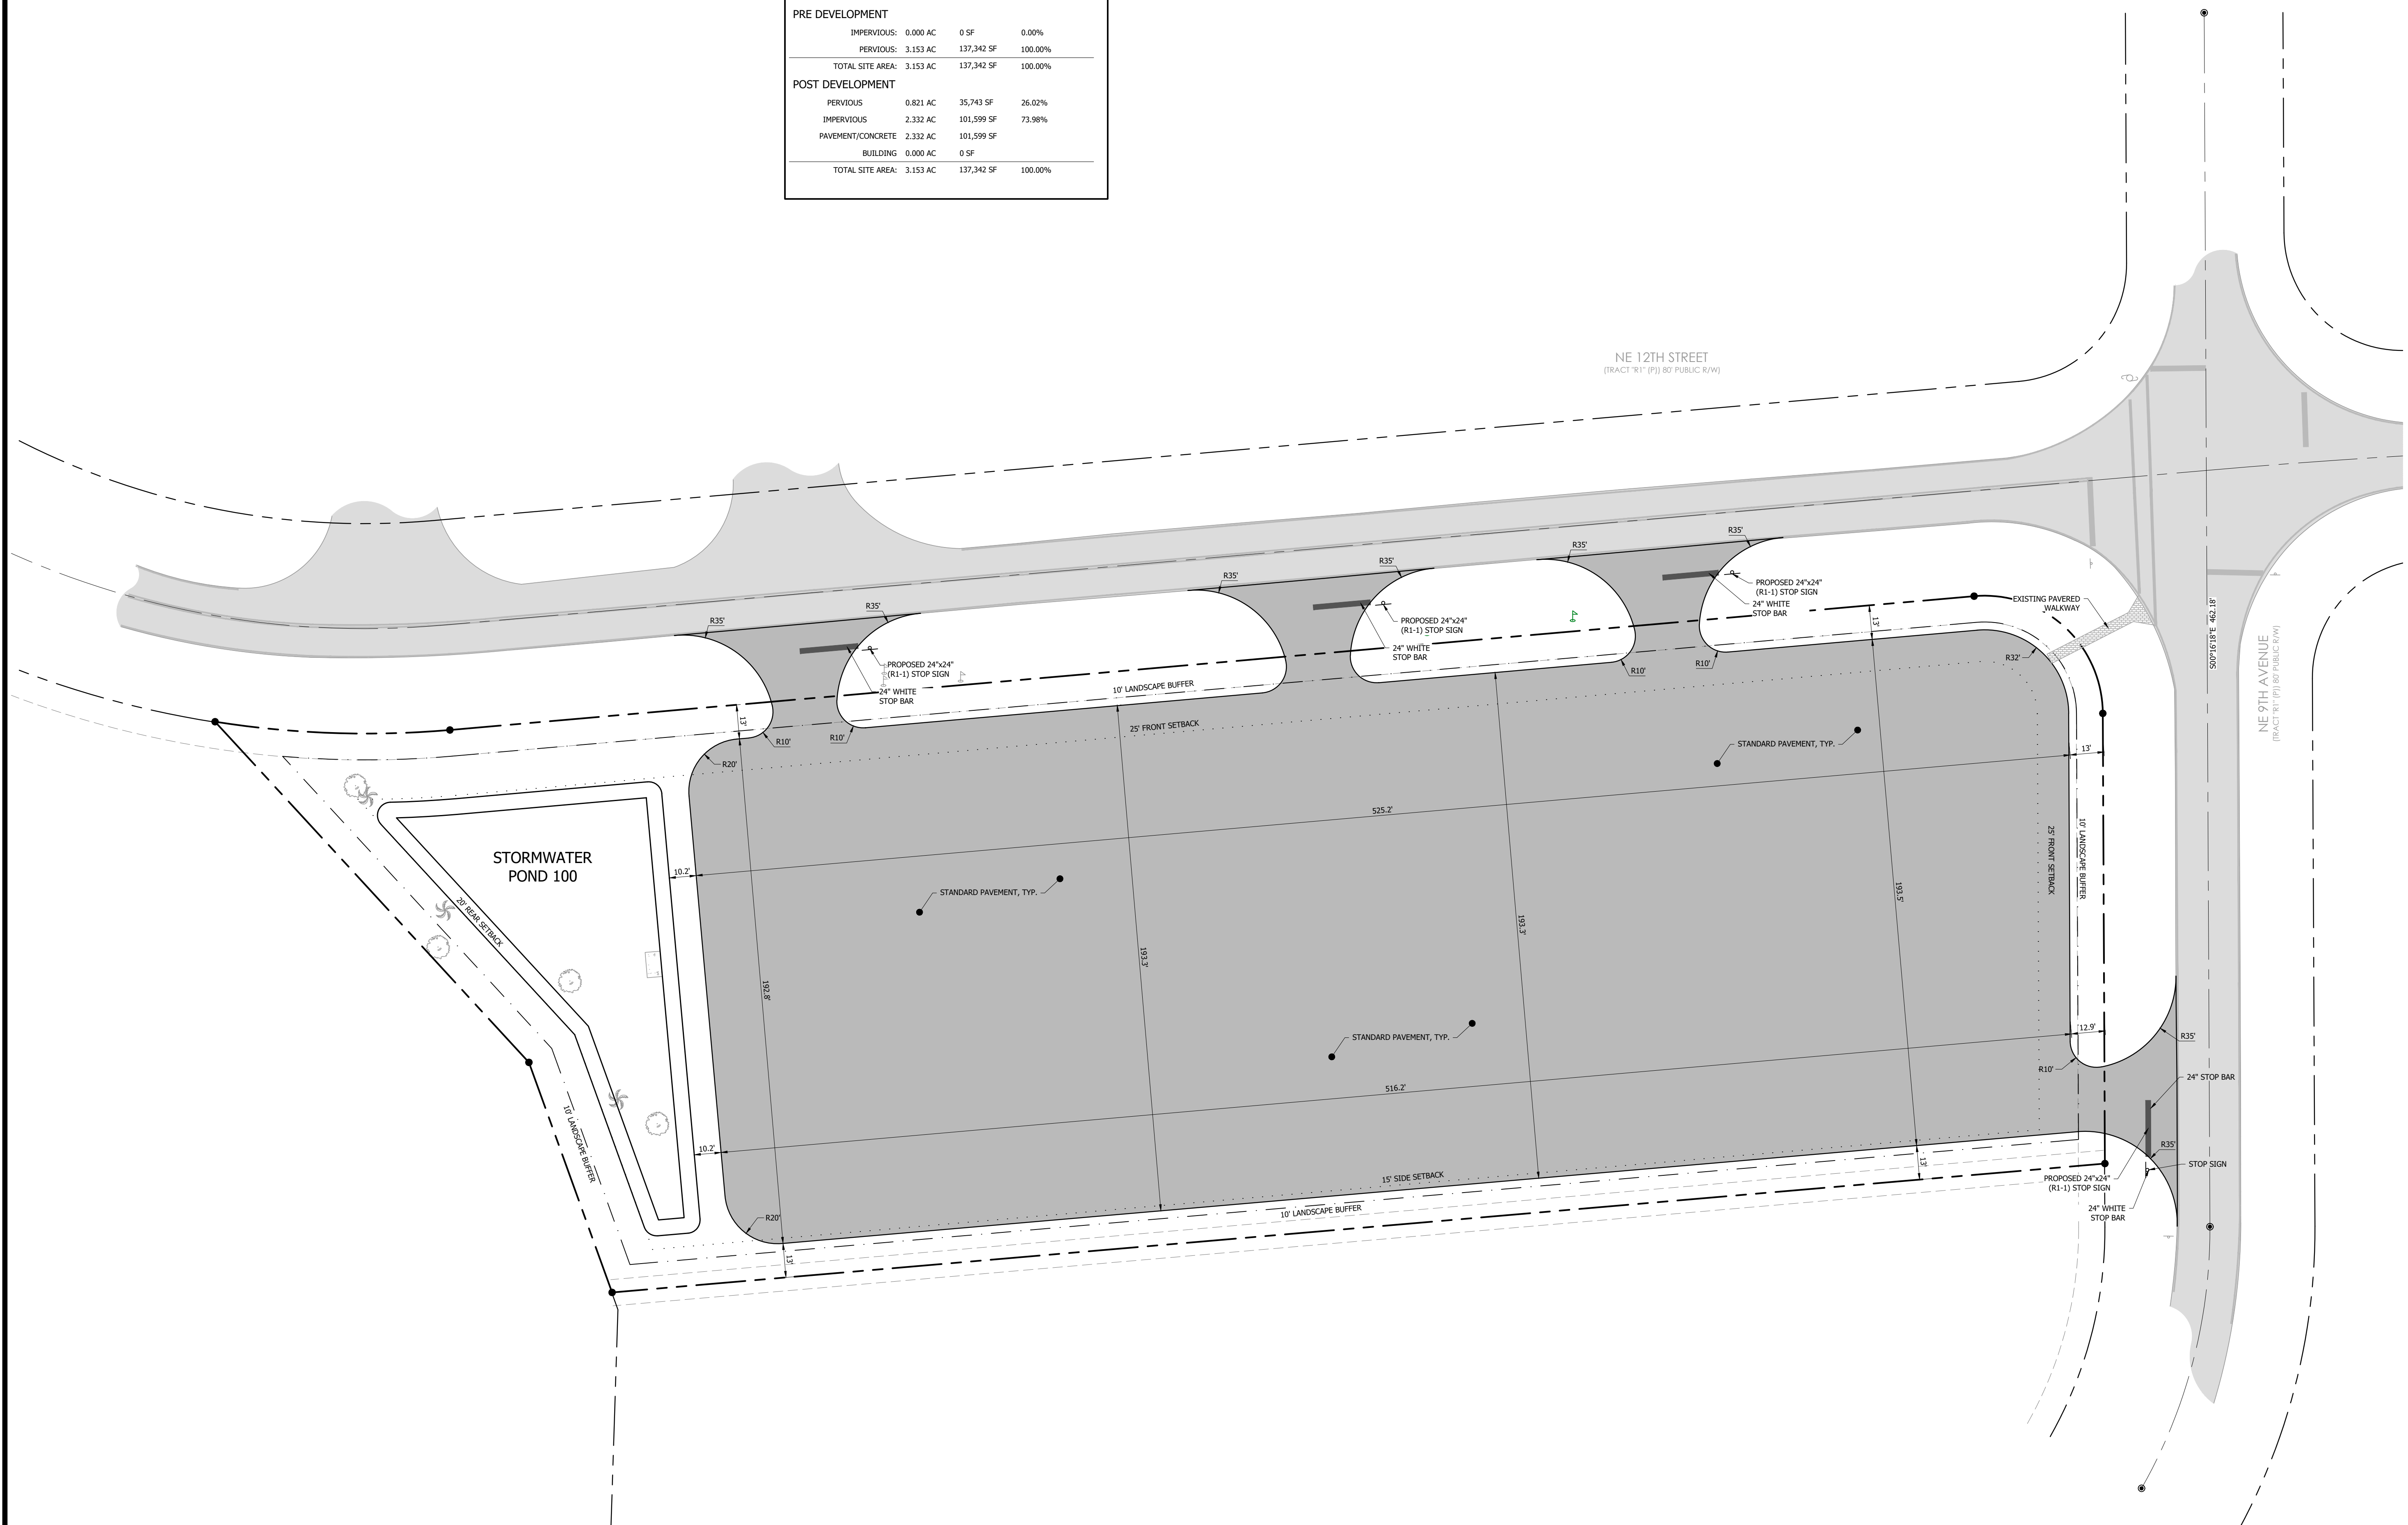 PRE DEVELOPMENT
IMPERVIOUS: 0.000 AC 0 SF 0.00%
PERVIOUS: 3.153 AC 137,342 SF 100.00%
TOTAL SITE AREA: 3.153 AC 137,342 SF 100.00%
POST DEVELOPMENT
PERVIOUS 0.821 AC 35,743 SF 26.02%
IMPERVIOUS 2.332 AC 101,599 SF 73.98%
PAVEMENT/CONCRETE 2.332 AC 101,599 SF
BUILDING 0.000 AC 0 SF
TOTAL SITE AREA: 3.153 AC 137,342 SF 100.00%
NE 12TH STREET
(TRACT "R1" (P)) 80' PUBLIC R/W)
R35'
R35'
R35'
R35'
R35'
R35'
PROPOSED 24"x24"
(R1-1) STOP SIGN
24" WHITE
STOP BAR
PROPOSED 24"x24"
(R1-1) STOP SIGN
24" WHITE
STOP BAR
PROPOSED 24"x24"
(R1-1) STOP SIGN
24" WHITE
STOP BAR
EXISTING PAVERED
WALKWAY
S00°16'18"E 462.18'
NE 9TH AVENUE
(TRACT "R1" (P)) 80' PUBLIC R/W)
13'
R32'
R10'
R10'
10' LANDSCAPE BUFFER
25' FRONT SETBACK
13'
R10'
R10'
R20'
STANDARD PAVEMENT, TYP.
13'
525.2'
STORMWATER
POND 100
10.2'
STANDARD PAVEMENT, TYP.
20' REAR SETBACK
192.8'
193.3'
193.3'
193.5'
25' FRONT SETBACK
10' LANDSCAPE BUFFER
STANDARD PAVEMENT, TYP.
12.9'
R35'
R10'
24" STOP BAR
516.2'
10' LANDSCAPE BUFFER
10.2'
R35'
STOP SIGN
13'
PROPOSED 24"x24"
(R1-1) STOP SIGN
24" WHITE
STOP BAR
15' SIDE SETBACK
10' LANDSCAPE BUFFER
R20'
13'